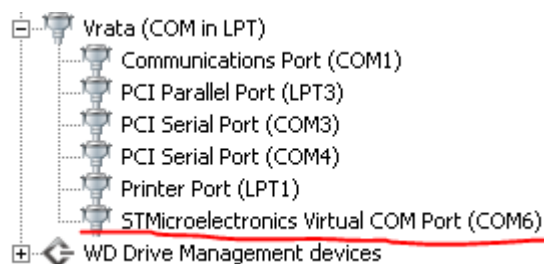 Vrata (COM in LPT)
Communications Port (COM1)
PCI Parallel Port (LPT3)
PCI Serial Port (COM3)
PCI Serial Port (COM4)
Printer Port (LPT1)
STMicroelectronics Virtual COM Port (COM6)
WD Drive Management devices